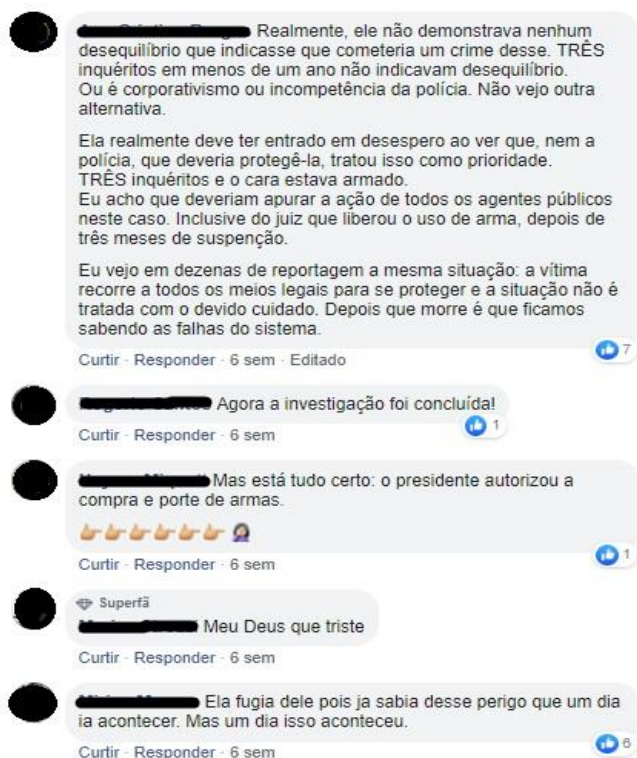 Realmente, ele não demonstrava nenhum
desequilíbrio que indicasse que cometeria um crime desse. TRÊS
inquéritos em menos de um ano não indicavam desequilíbrio.
Ou é corporativismo ou incompetência da polícia. Não vejo outra
alternativa.
Ela realmente deve ter entrado em desespero ao ver que, nem a
polícia, que deveria protegê-la, tratou isso como prioridade.
TRÊS inquéritos e o cara estava armado.
Eu acho que deveriam apurar a ação de todos os agentes públicos
neste caso. Inclusive do juiz que liberou o uso de arma, depois de
três meses de suspenção.
Eu vejo em dezenas de reportagem a mesma situação: a vítima
recorre a todos os meios legais para se proteger e a situação não é
tratada com o devido cuidado. Depois que morre é que ficamos
sabendo as falhas do sistema.
7
Curtir · Responder · 6 sem · Editado
Agora a investigação foi concluída!
Curtir · Responder · 6 sem
1
Mas está tudo certo: o presidente autorizou a
compra e porte de armas.
👉🏼👉🏼👉🏼👉🏼👉🏼👉🏼🤦🏻‍♀️
1
Curtir · Responder · 6 sem
Superfã
Meu Deus que triste
Curtir · Responder · 6 sem
Ela fugia dele pois ja sabia desse perigo que um dia
ia acontecer. Mas um dia isso aconteceu.
6
Curtir · Responder · 6 sem